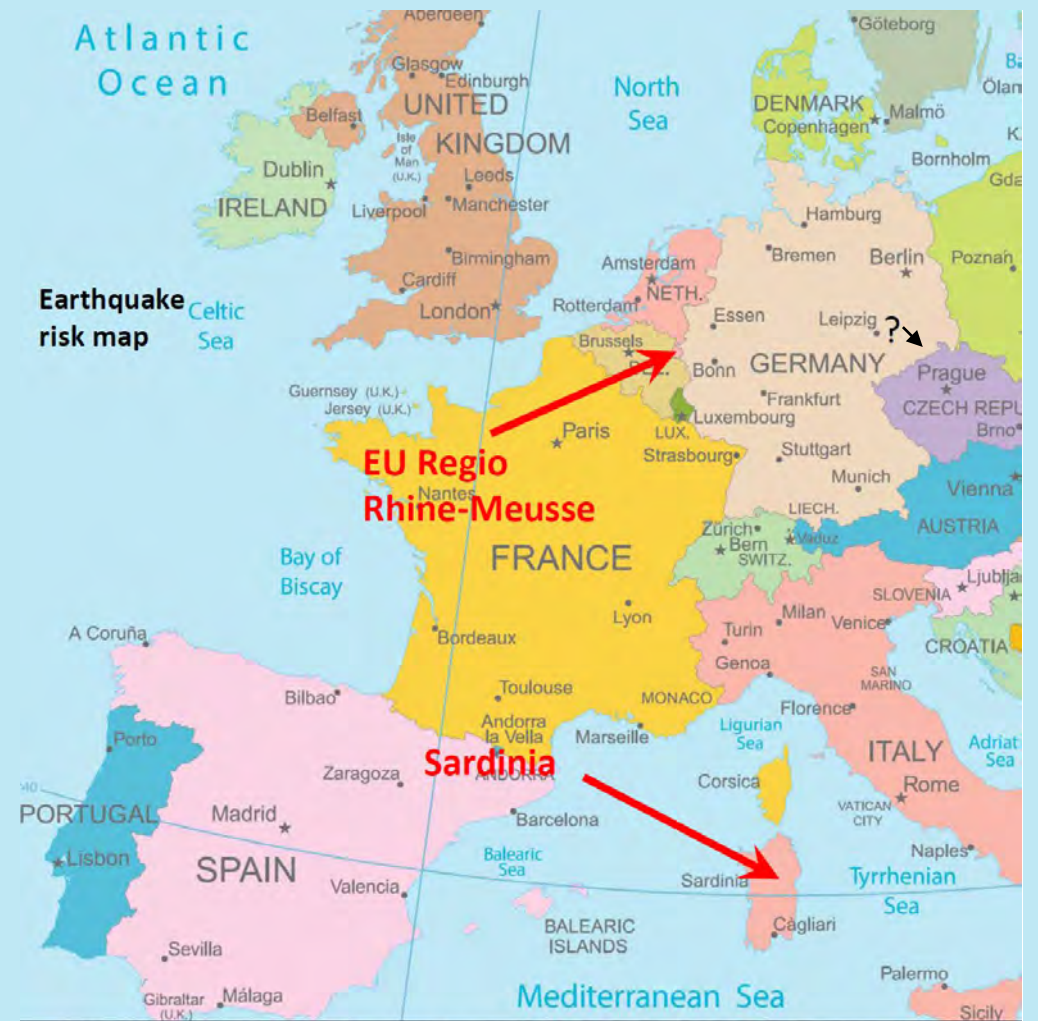 Atlantic
Ocean
Aberdeen
Glasgow
Edinburgh
UNITED
KINGDOM
Belfast
Isle
of
Man
(U.K.)
Dublin
IRELAND
Leeds
Liverpool
Manchester
Birmingham
Cardiff
London
North
Sea
Göteborg
DENMARK
Copenhagen
Malmö
Bornholm
Hamburg
Bremen
Berlin
Poznań
Amsterdam
NETH.
Rotterdam
Essen
Leipzig
?
Earthquake
risk map
Celtic
Sea
Brussels
BEL.
Bonn
GERMANY
Prague
CZECH REPU
Brno
Frankfurt
Guernsey (U.K.)
Jersey (U.K.)
Luxembourg
LUX.
Paris
Strasbourg
Stuttgart
Munich
Vienna
AUSTRIA
LIECH.
Vaduz
EU Regio
Rhine-Meusse
Nantes
Zürich
Bern
SWITZ.
Bay of
Biscay
FRANCE
Ljublja
SLOVENIA
Lyon
Milan
Venice
Turin
CROATIA
Genoa
SAN
MARINO
A Coruña
Bordeaux
Bilbao
Toulouse
MONACO
Florence
Andorra
la Vella
Marseille
Ligurian
Sea
ITALY
Adriat
Sea
Porto
Sardinia
ANDORRA
Zaragoza
Corsica
Rome
VATICAN
CITY
40
PORTUGAL
Madrid
Barcelona
Naples
Lisbon
SPAIN
Balearic
Sea
Valencia
Sardinia
Tyrrhenian
Sea
BALEARIC
ISLANDS
Càgliari
Sevilla
Palermo
Gibraltar
(U.K.)
Málaga
Mediterranean Sea
Sicily